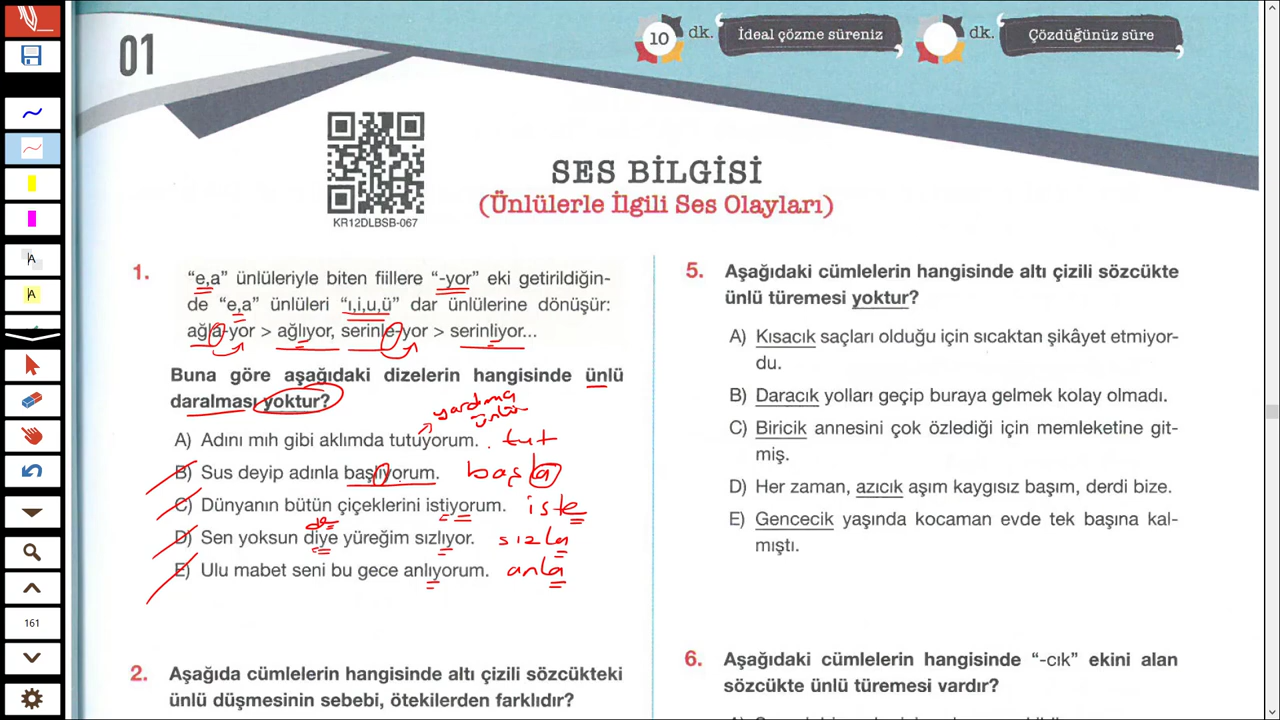 01
10 dk. İdeal çözme süreniz
dk. Çözdüğünüz süre
KR12DLBSB-067
SES BİLGİSİ
(Ünlülerle İlgili Ses Olayları)
1. "e,a" ünlüleriyle biten fiillere "-yor" eki getirildiğin-
de "e,a" ünlüleri "ı,i,u,ü" dar ünlülerine dönüşür:
ağla-yor > ağlıyor, serinle-yor > serinliyor...
Buna göre aşağıdaki dizelerin hangisinde ünlü
daralması yoktur?
yardımcı
ünlü
A) Adını mıh gibi aklımda tutuyorum. tut
B) Sus deyip adınla başlıyorum. başla
C) Dünyanın bütün çiçeklerini istiyorum. iste
de
D) Sen yoksun diye yüreğim sızlıyor. sızla
E) Ulu mabet seni bu gece anlıyorum. anla
2. Aşağıda cümlelerin hangisinde altı çizili sözcükteki
ünlü düşmesinin sebebi, ötekilerden farklıdır?
5. Aşağıdaki cümlelerin hangisinde altı çizili sözcükte
ünlü türemesi yoktur?
A) Kısacık saçları olduğu için sıcaktan şikâyet etmiyor-
du.
B) Daracık yolları geçip buraya gelmek kolay olmadı.
C) Biricik annesini çok özlediği için memleketine git-
miş.
D) Her zaman, azıcık aşım kaygısız başım, derdi bize.
E) Gencecik yaşında kocaman evde tek başına kal-
mıştı.
6. Aşağıdaki cümlelerin hangisinde "-cık" ekini alan
sözcükte ünlü türemesi vardır?
A
A
161